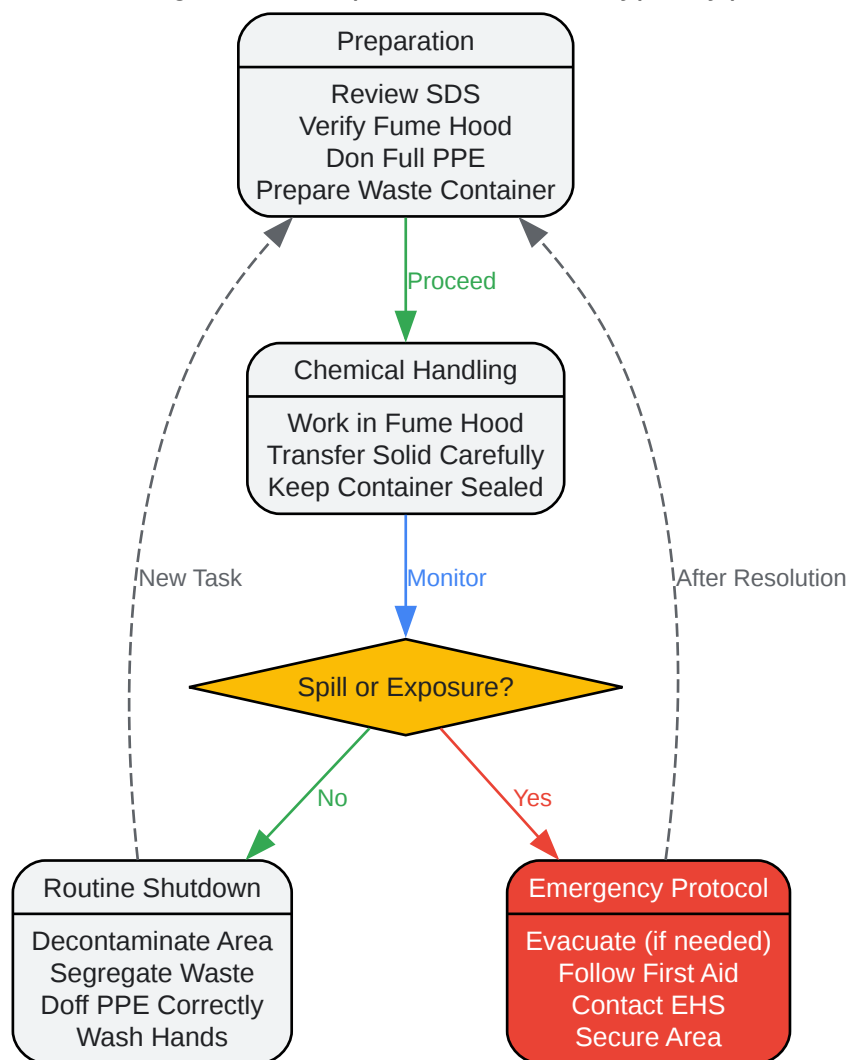 Preparation
Review SDS
Verify Fume Hood
Don Full PPE
Prepare Waste Container
Proceed
Chemical Handling
Work in Fume Hood
Transfer Solid Carefully
Keep Container Sealed
New Task
Monitor
After Resolution
Spill or Exposure?
No
Yes
Routine Shutdown
Decontaminate Area
Segregate Waste
Doff PPE Correctly
Wash Hands
Emergency Protocol
Evacuate (if needed)
Follow First Aid
Contact EHS
Secure Area